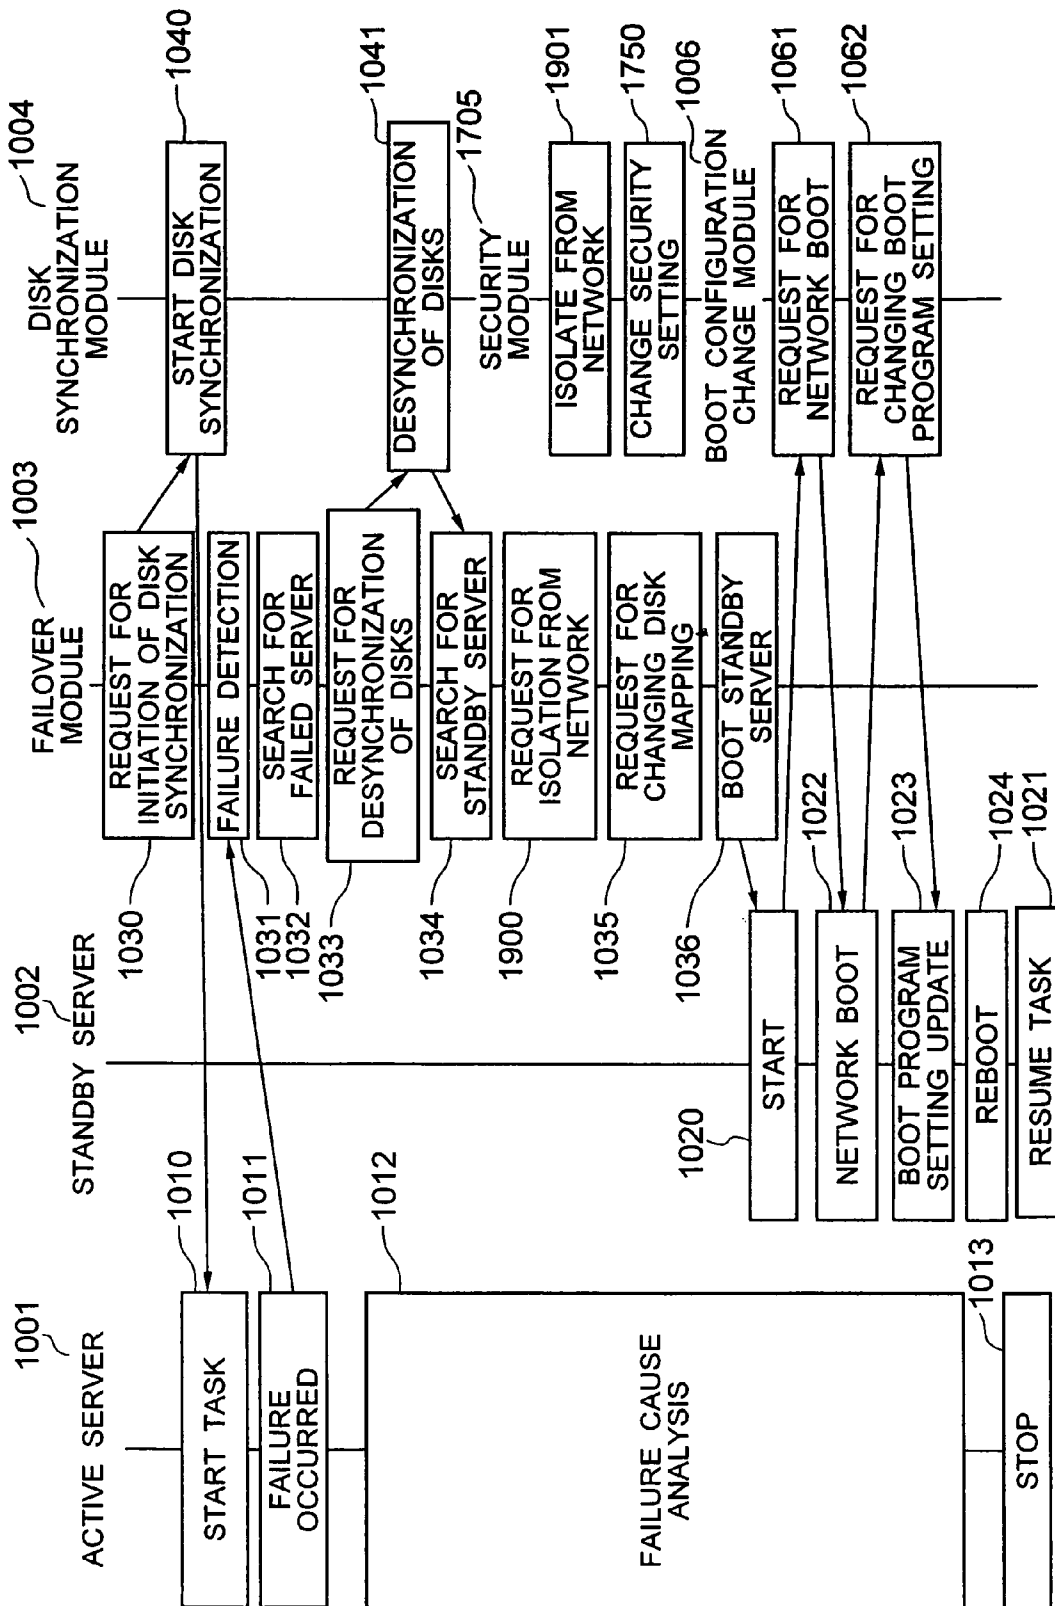 ACTIVE SERVER
1001
START TASK
1010
FAILURE
OCCURRED
1011
FAILURE CAUSE
ANALYSIS
1012
STOP
1013
STANDBY SERVER
1002
START
1020
NETWORK BOOT
1022
BOOT PROGRAM
SETTING UPDATE
1023
REBOOT
1024
RESUME TASK
1021
FAILOVER
MODULE
1003
REQUEST FOR
INITIATION OF DISK
SYNCHRONIZATION
1030
FAILURE DETECTION
1031
SEARCH FOR
FAILED SERVER
1032
REQUEST FOR
DESYNCHRONIZATION
OF DISKS
1033
SEARCH FOR
STANDBY SERVER
1034
REQUEST FOR
ISOLATION FROM
NETWORK
1900
REQUEST FOR
CHANGING DISK
MAPPING
1035
BOOT STANDBY
SERVER
1036
DISK
SYNCHRONIZATION
MODULE
1004
START DISK
SYNCHRONIZATION
1040
DESYNCHRONIZATION
OF DISKS
1041
SECURITY
MODULE
1705
ISOLATE FROM
NETWORK
1901
CHANGE SECURITY
SETTING
1750
BOOT CONFIGURATION
CHANGE MODULE
1006
REQUEST FOR
NETWORK BOOT
1061
REQUEST FOR
CHANGING BOOT
PROGRAM SETTING
1062